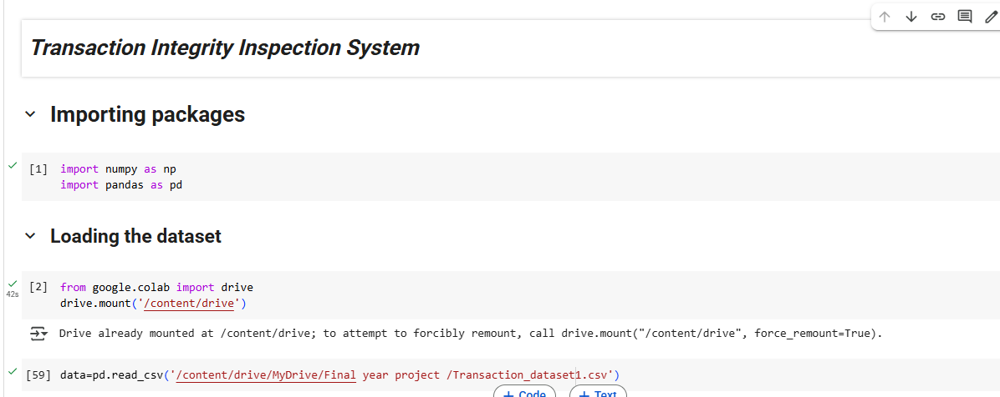 Transaction Integrity Inspection System
Importing packages
[1] import numpy as np
import pandas as pd
Loading the dataset
42s
[2] from google.colab import drive
drive.mount('/content/drive')
Drive already mounted at /content/drive; to attempt to forcibly remount, call drive.mount("/content/drive", force_remount=True).
[59] data=pd.read_csv('/content/drive/MyDrive/Final year project /Transaction_dataset1.csv')
+ Code + Text